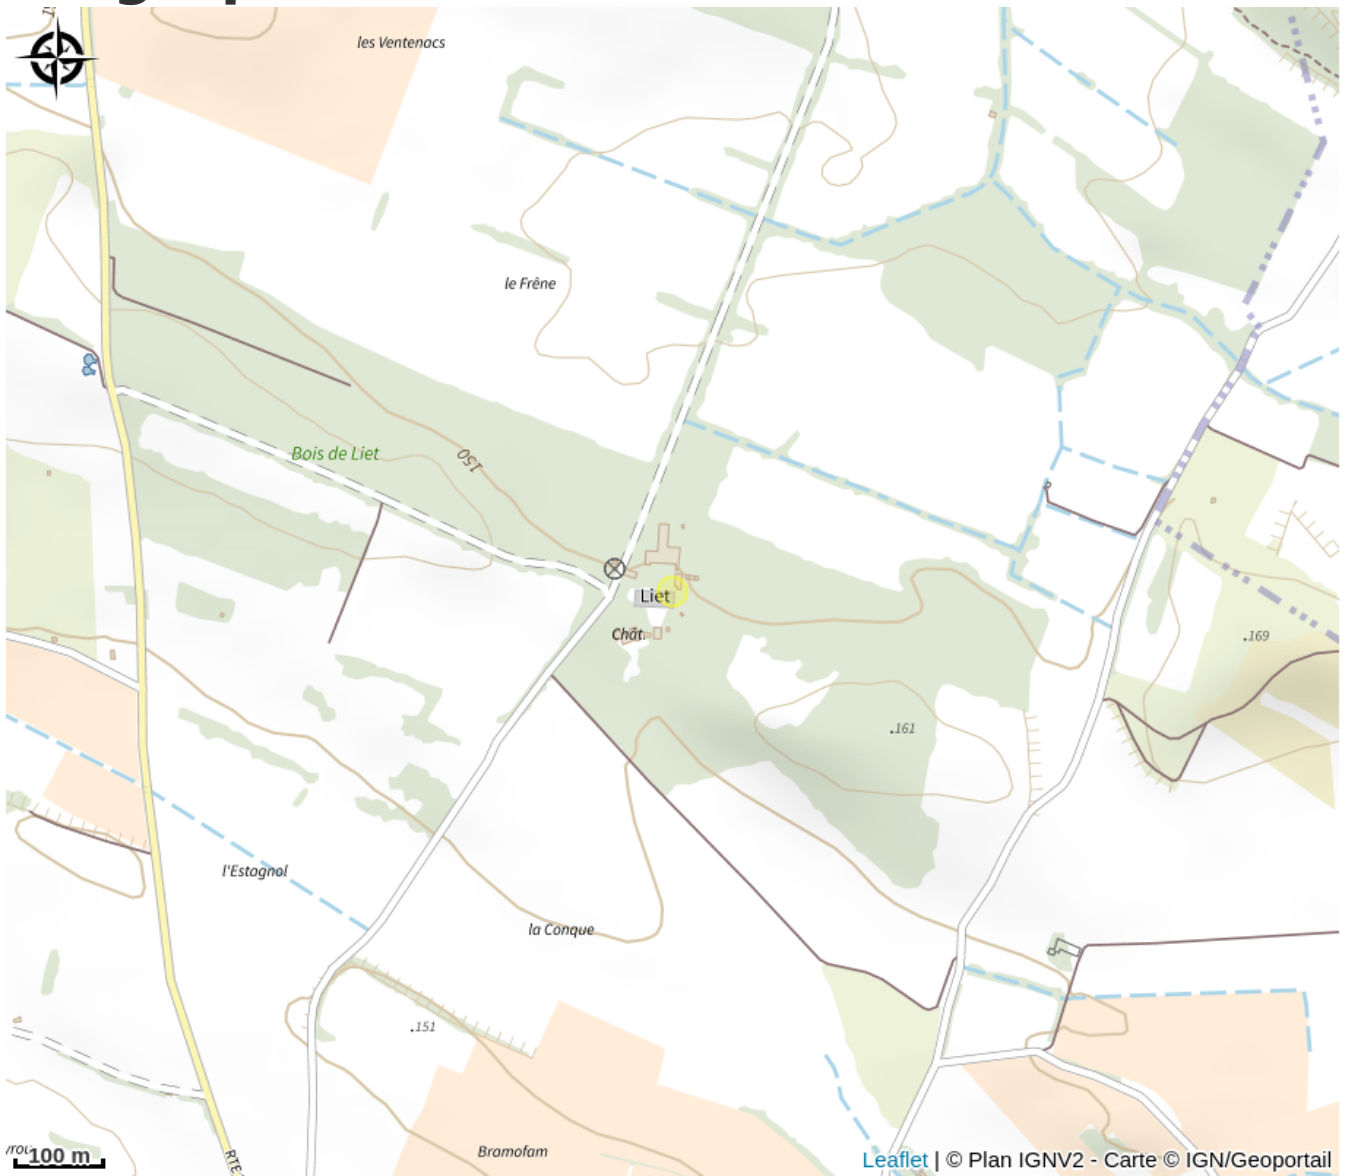 les Ventenacs
le Frêne
Bois de Liet
150
Liet
Chât.
.169
.161
l'Estagnol
la Conque
.151
Bramofam
100 m
RTE
Leaflet | © Plan IGNV2 - Carte © IGN/Geoportail